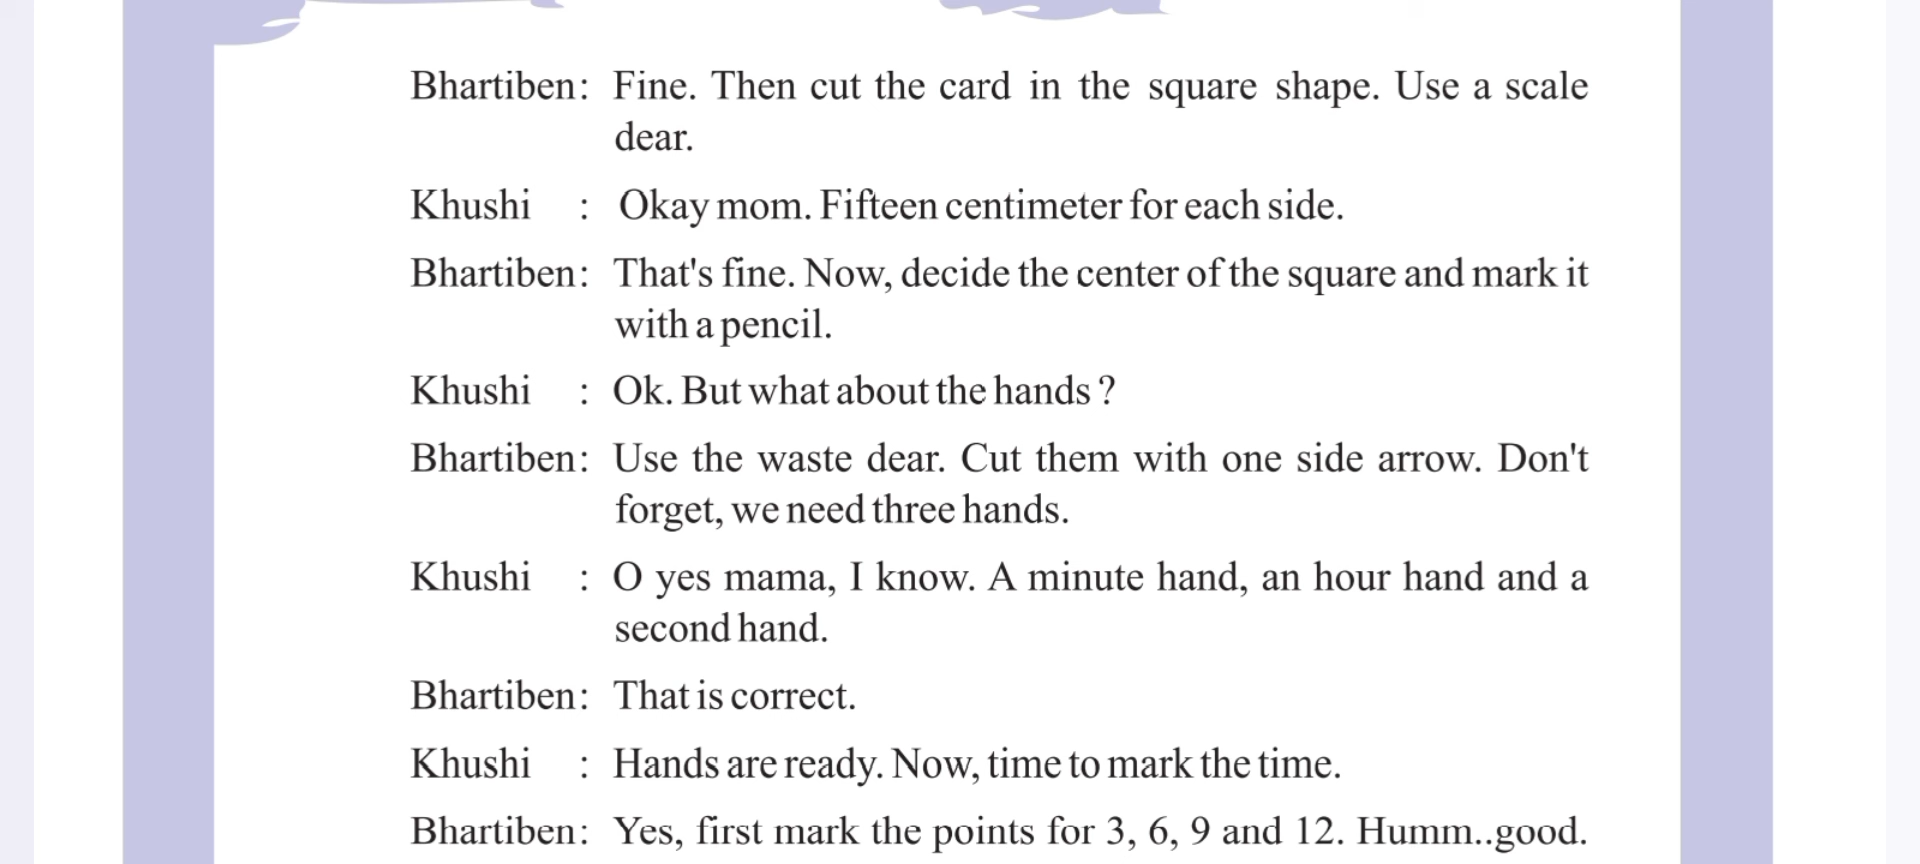 Bhartiben: Fine. Then cut the card in the square shape. Use a scale
dear.
Khushi : Okay mom. Fifteen centimeter for each side.
Bhartiben: That's fine. Now, decide the center of the square and mark it
with a pencil.
Khushi : Ok. But what about the hands ?
Bhartiben: Use the waste dear. Cut them with one side arrow. Don't
forget, we need three hands.
Khushi : O yes mama, I know. A minute hand, an hour hand and a
second hand.
Bhartiben: That is correct.
Khushi : Hands are ready. Now, time to mark the time.
Bhartiben: Yes, first mark the points for 3, 6, 9 and 12. Humm..good.